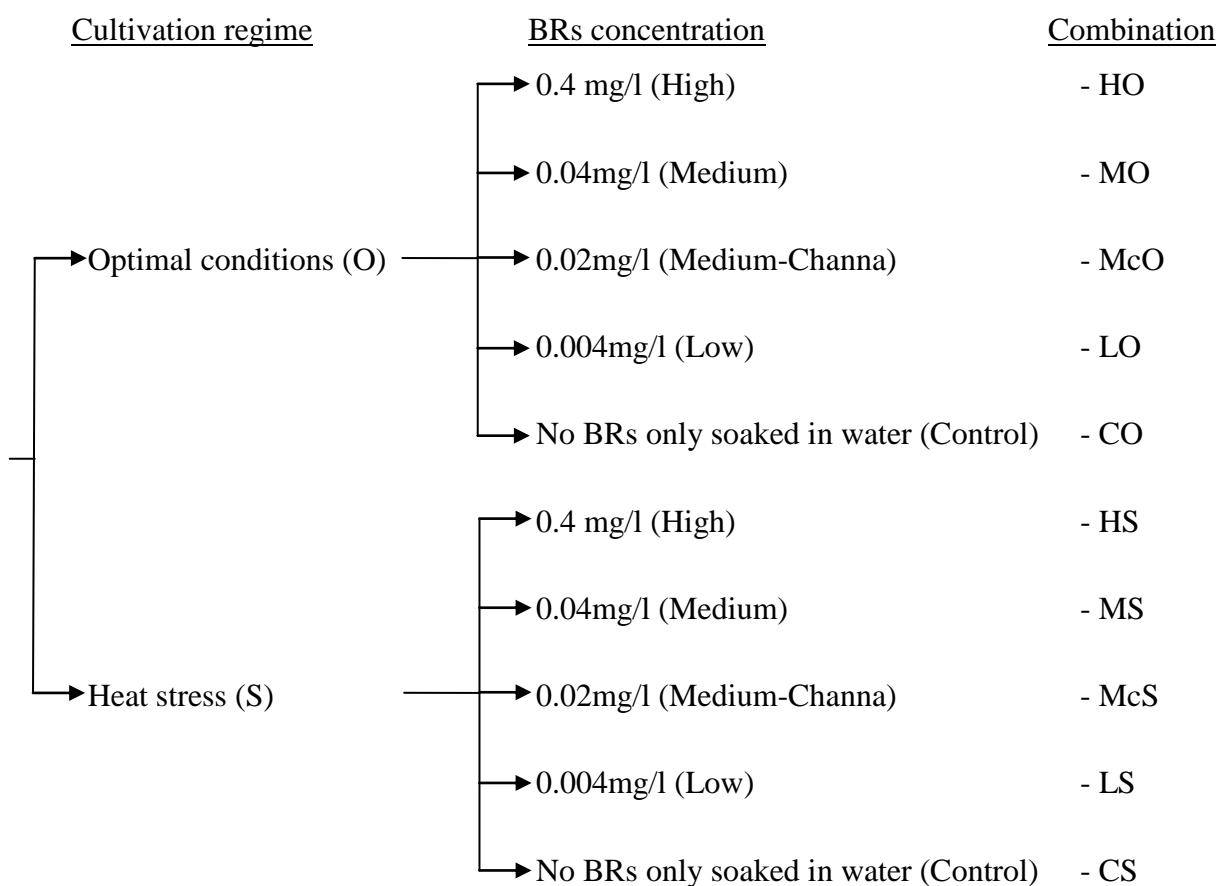 Cultivation regime BRs concentration Combination
0.4 mg/l (High) - HO
0.04mg/l (Medium) - MO
Optimal conditions (O) 0.02mg/l (Medium-Channa) - McO
0.004mg/l (Low) - LO
No BRs only soaked in water (Control) - CO
0.4 mg/l (High) - HS
0.04mg/l (Medium) - MS
Heat stress (S) 0.02mg/l (Medium-Channa) - McS
0.004mg/l (Low) - LS
No BRs only soaked in water (Control) - CS